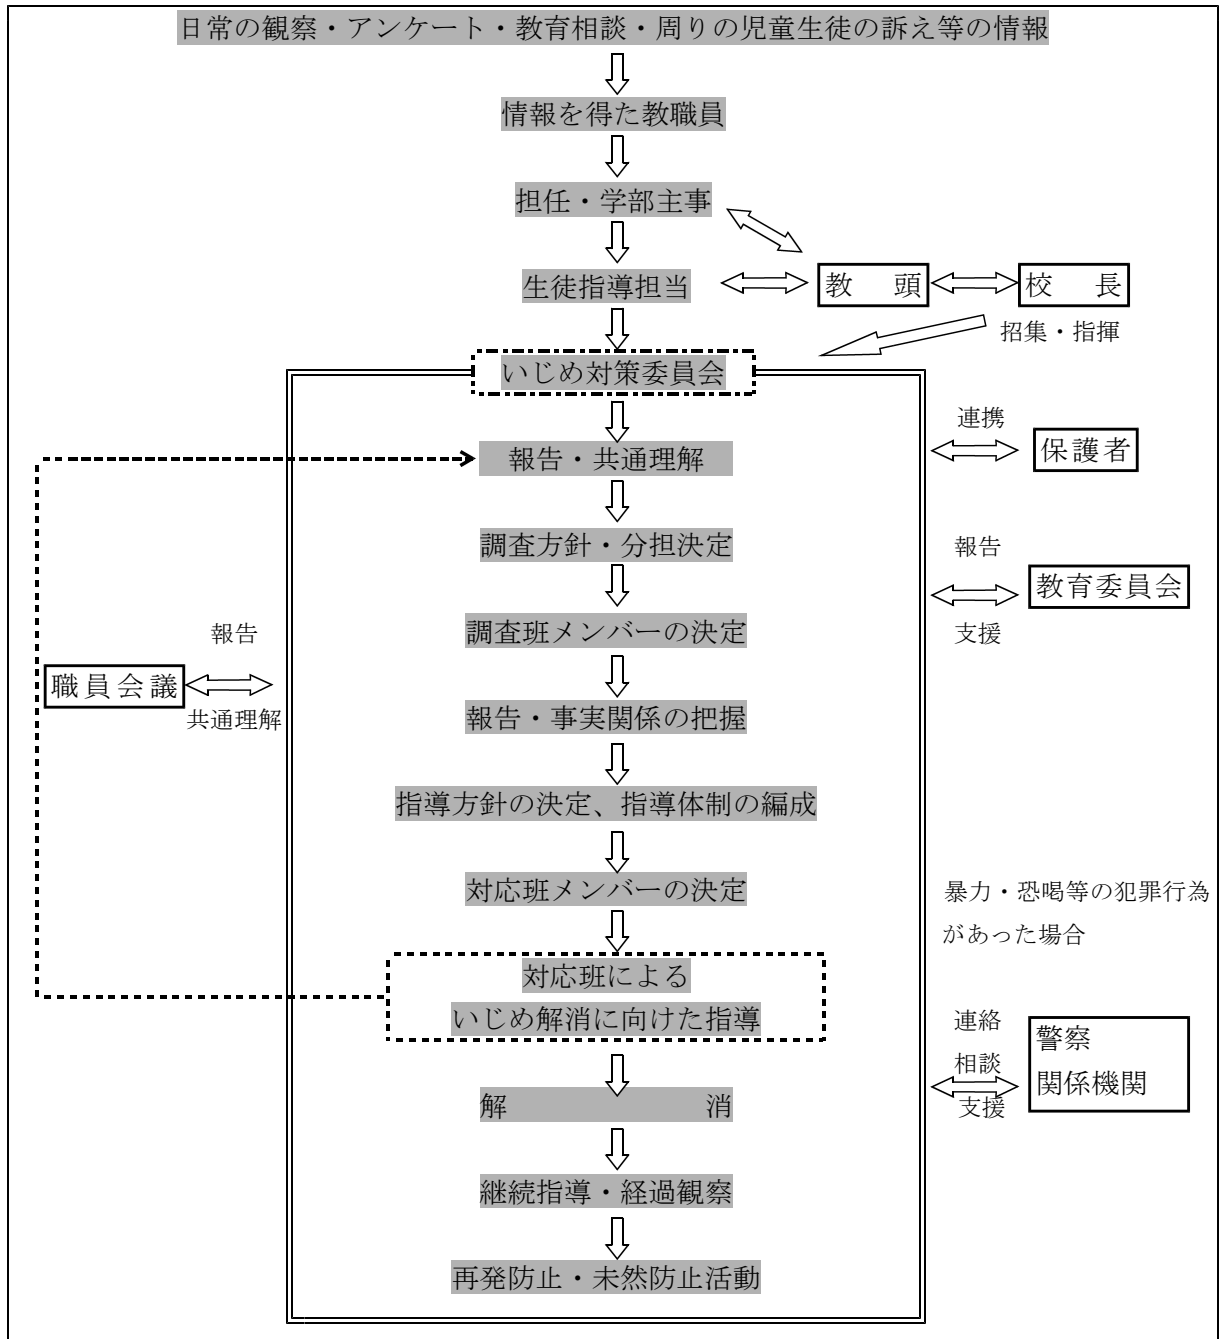 日常の観察・アンケート・教育相談・周りの児童生徒の訴え等の情報
情報を得た教職員
担任・学部主事
生徒指導担当
教　頭
校　長
招集・指揮
いじめ対策委員会
連携
保護者
報告・共通理解
調査方針・分担決定
報告
教育委員会
支援
調査班メンバーの決定
報告
職員会議
共通理解
報告・事実関係の把握
指導方針の決定、指導体制の編成
対応班メンバーの決定
暴力・恐喝等の犯罪行為
があった場合
対応班による
いじめ解消に向けた指導
連絡
相談
支援
警察
関係機関
解　　　　　　　消
継続指導・経過観察
再発防止・未然防止活動